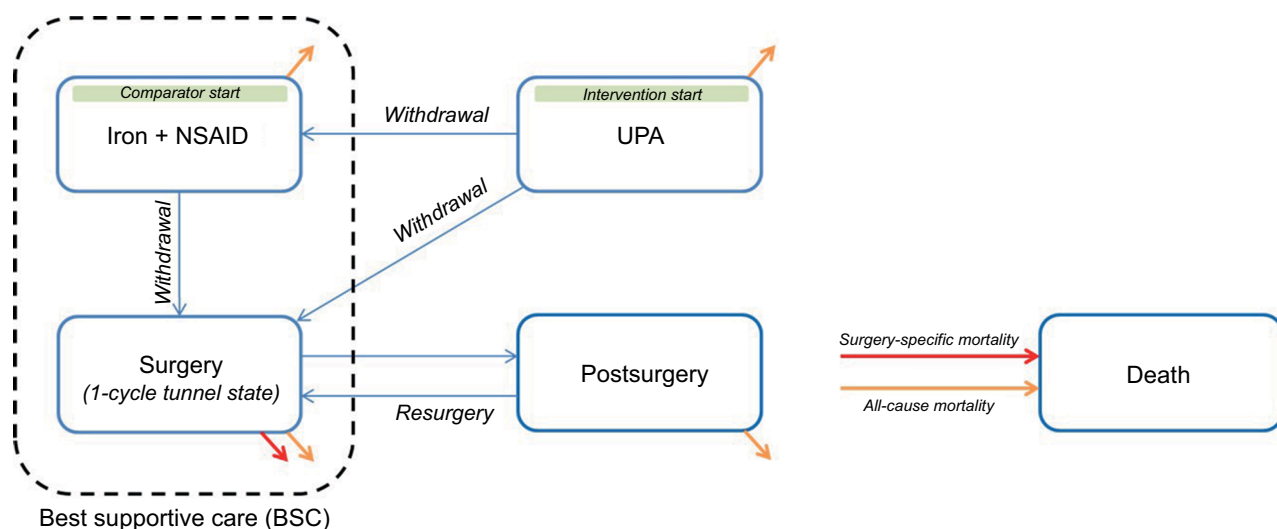 Comparator start
Iron + NSAID
Withdrawal
Intervention start
UPA
Withdrawal
Withdrawal
Surgery
(1-cycle tunnel state)
Resurgery
Postsurgery
Surgery-specific mortality
All-cause mortality
Death
Best supportive care (BSC)